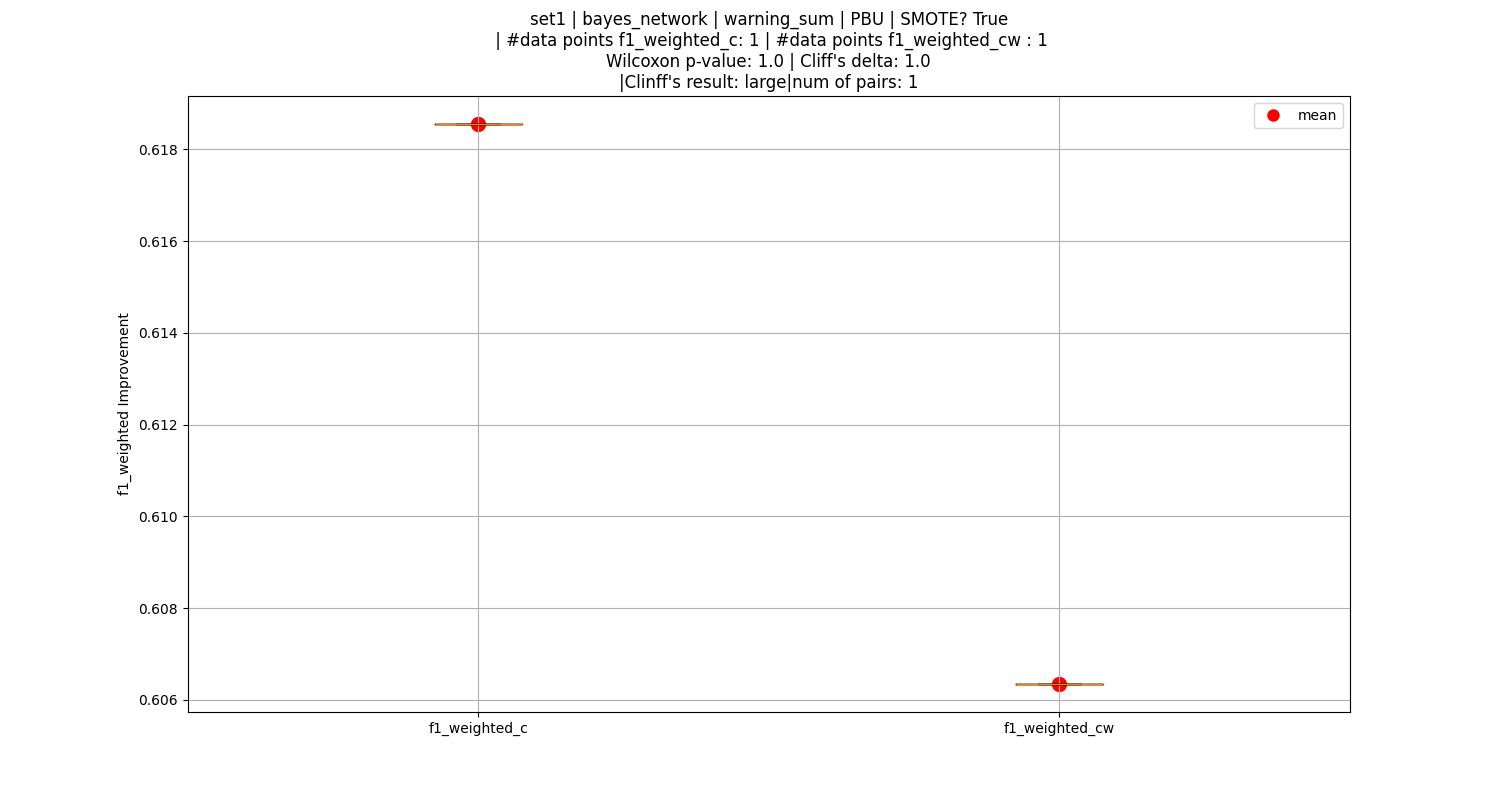 set1 | bayes_network | warning_sum | PBU | SMOTE? True
| #data points f1_weighted_c: 1 | #data points f1_weighted_cw : 1
Wilcoxon p-value: 1.0 | Cliff's delta: 1.0
|Clinff's result: large|num of pairs: 1
mean
0.618
0.616
0.614
0.612
0.610
0.608
0.606
f1_weighted Improvement
f1_weighted_c
f1_weighted_cw